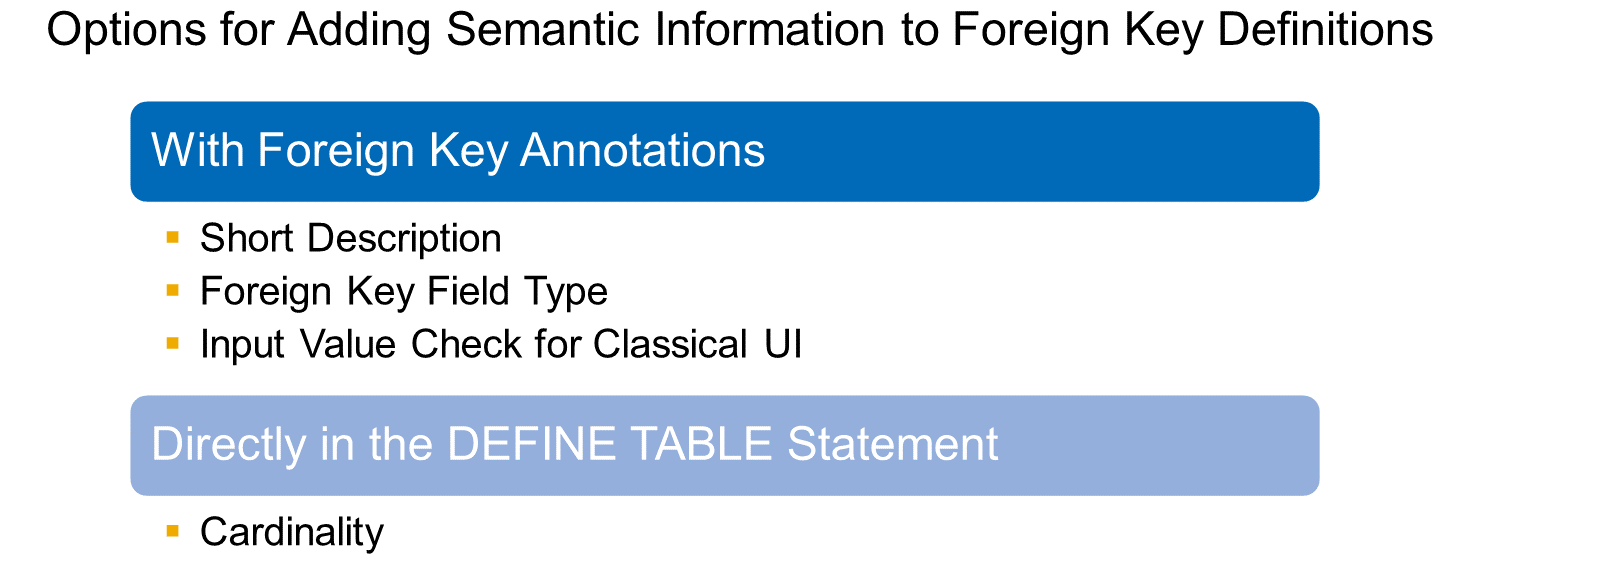 Options for Adding Semantic Information to Foreign Key Definitions
With Foreign Key Annotations
Short Description
Foreign Key Field Type
Input Value Check for Classical UI
Directly in the DEFINE TABLE Statement
Cardinality